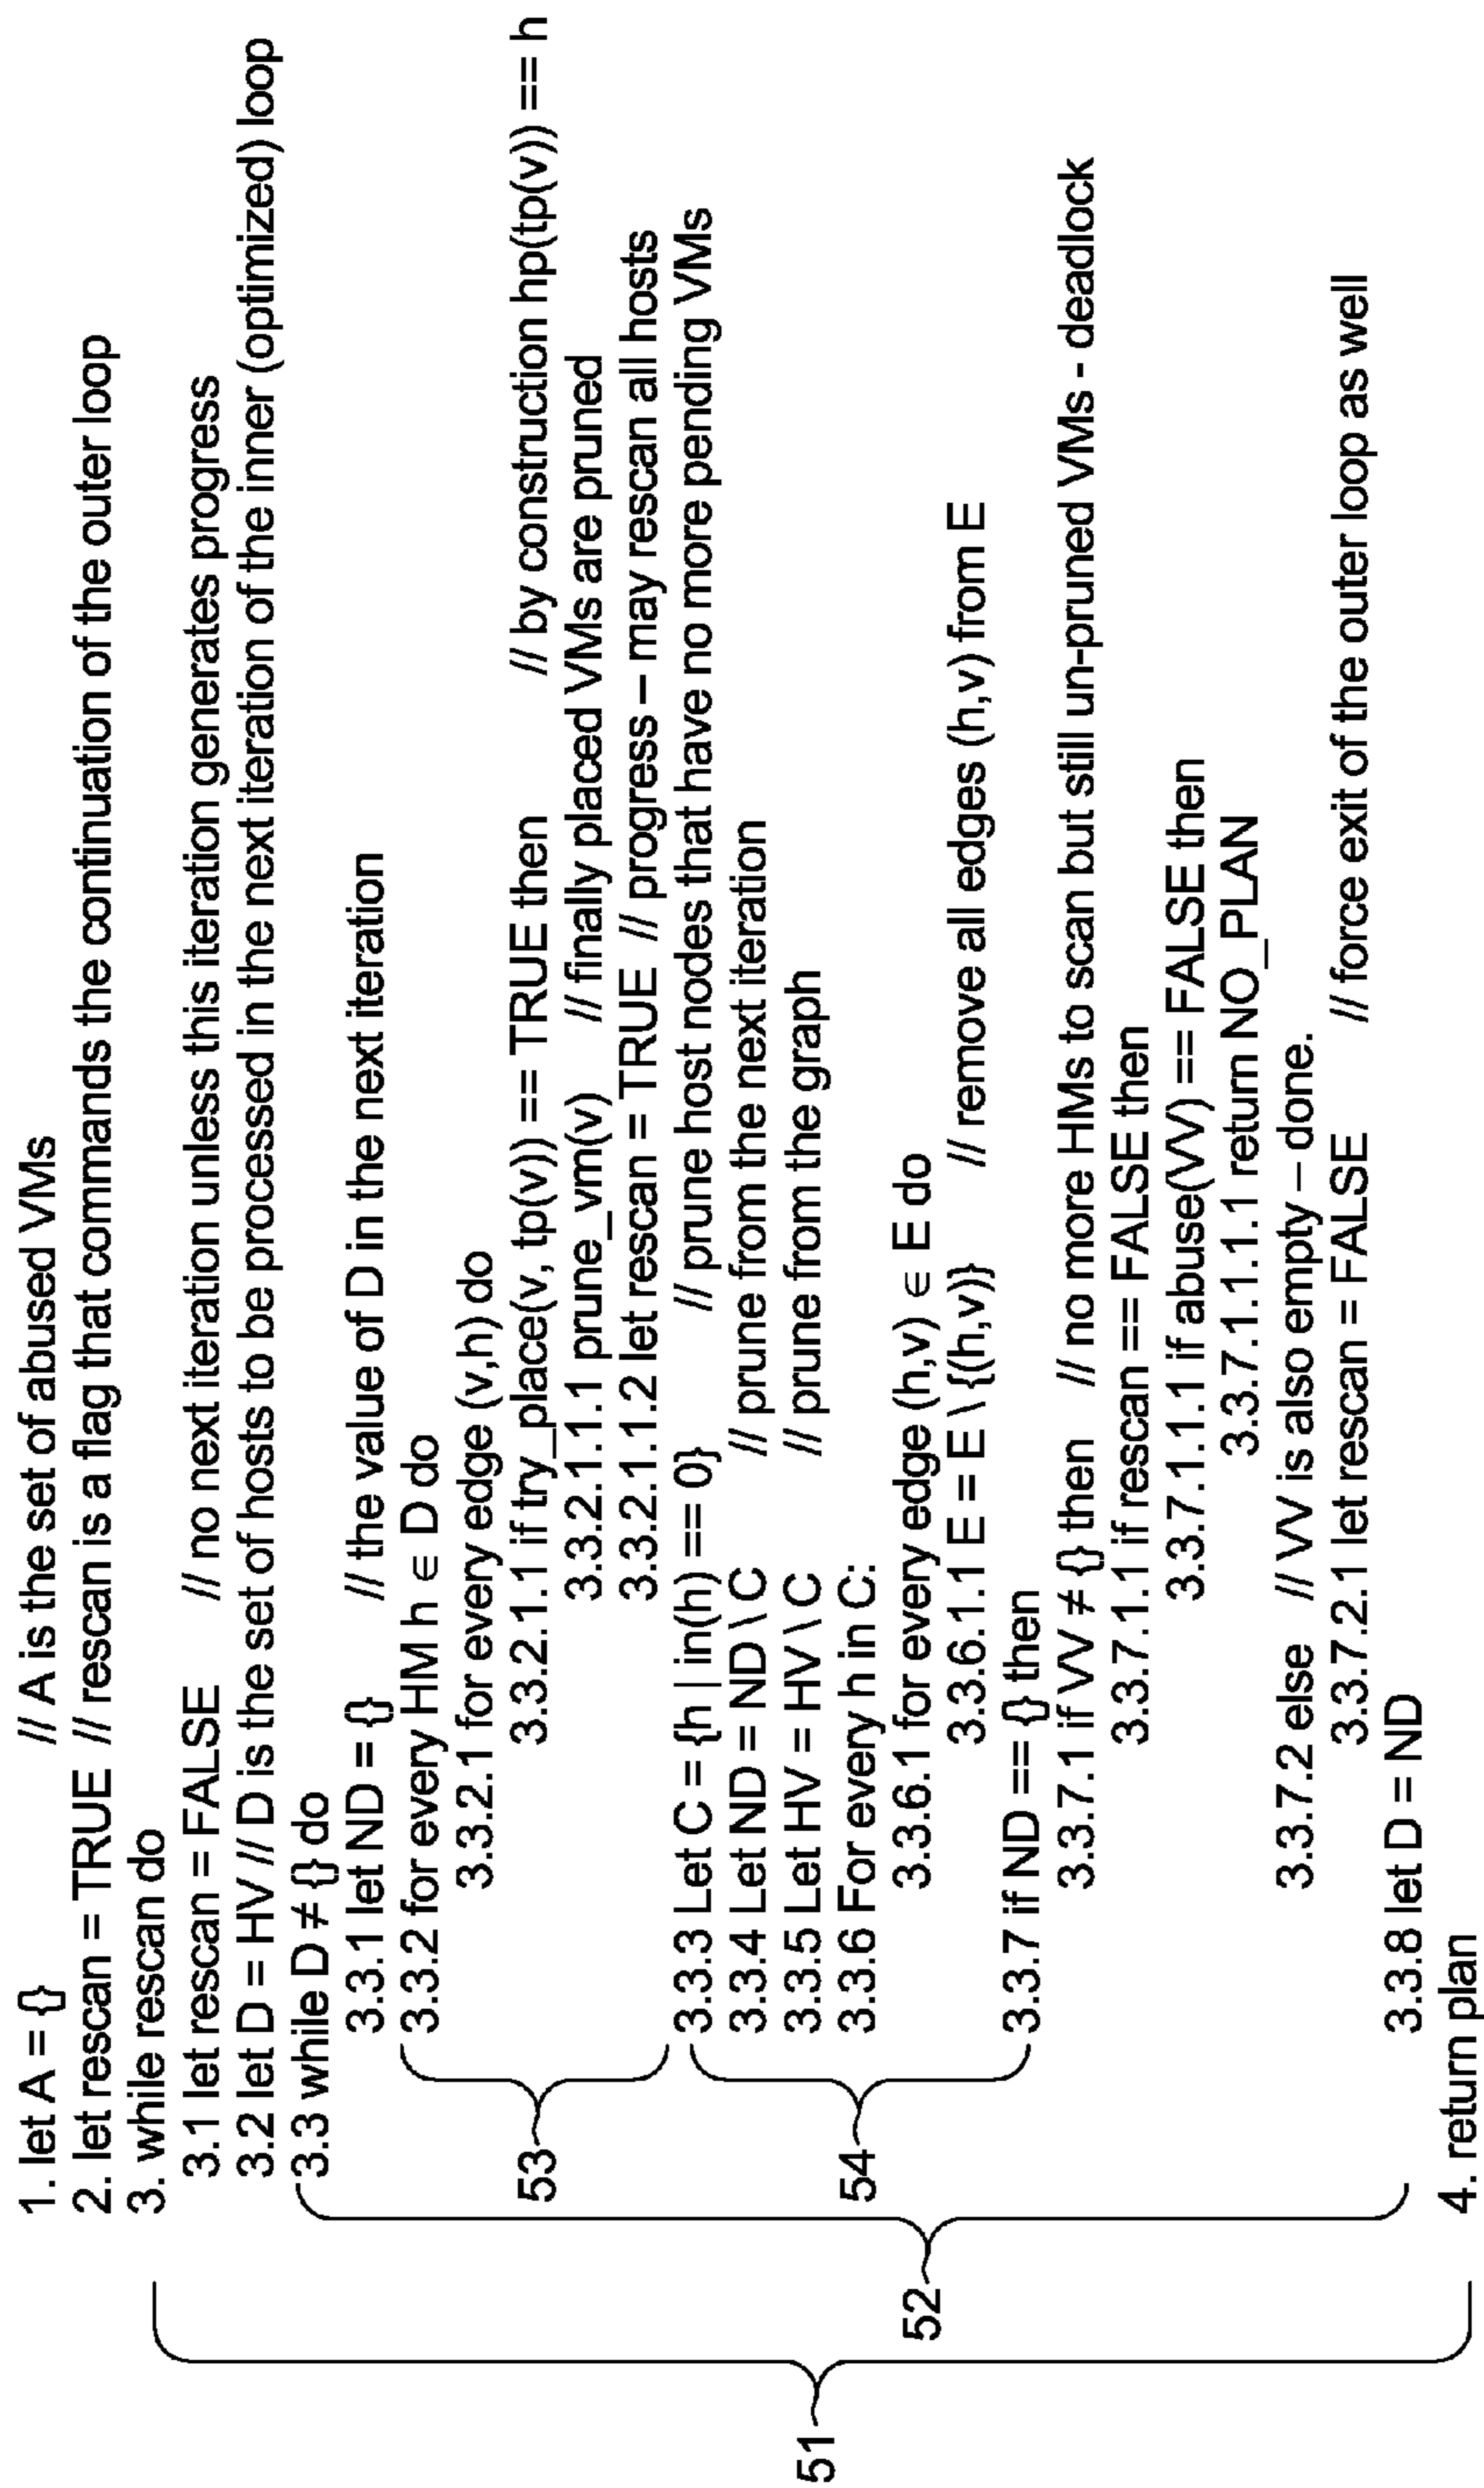 1. let A = {} // A is the set of abused VMs
2. let rescan = TRUE // rescan is a flag that commands the continuation of the outer loop
3. while rescan do
3.1 let rescan = FALSE // no next iteration unless this iteration generates progress
3.2 let D = HV // D is the set of hosts to be processed in the next iteration of the inner (optimized) loop
3.3 while D ≠ {} do
3.3.1 let ND = {} // the value of D in the next iteration
3.3.2 for every HM h ∈ D do
3.3.2.1 for every edge (v,h) do
3.3.2.1.1 if try_place(v, tp(v)) == TRUE then // by construction hp(tp(v)) == h
3.3.2.1.1.1 prune_vm(v) // finally placed VMs are pruned
3.3.2.1.1.2 let rescan = TRUE // progress – may rescan all hosts
3.3.3 Let C = {h | in(h) == 0} // prune host nodes that have no more pending VMs
3.3.4 Let ND = ND \ C // prune from the next iteration
3.3.5 Let HV = HV \ C // prune from the graph
3.3.6 For every h in C:
3.3.6.1 for every edge (h,v) ∈ E do
3.3.6.1.1 E = E \ {(h,v)} // remove all edges (h,v) from E
3.3.7 if ND == {} then
3.3.7.1 if VV ≠ {} then // no more HMs to scan but still un-pruned VMs - deadlock
3.3.7.1.1 if rescan == FALSE then
3.3.7.1.1.1 if abuse(VV) == FALSE then
3.3.7.1.1.1.1 return NO_PLAN
3.3.7.2 else // VV is also empty – done.
3.3.7.2.1 let rescan = FALSE // force exit of the outer loop as well
3.3.8 let D = ND
4. return plan
53
54
52
51